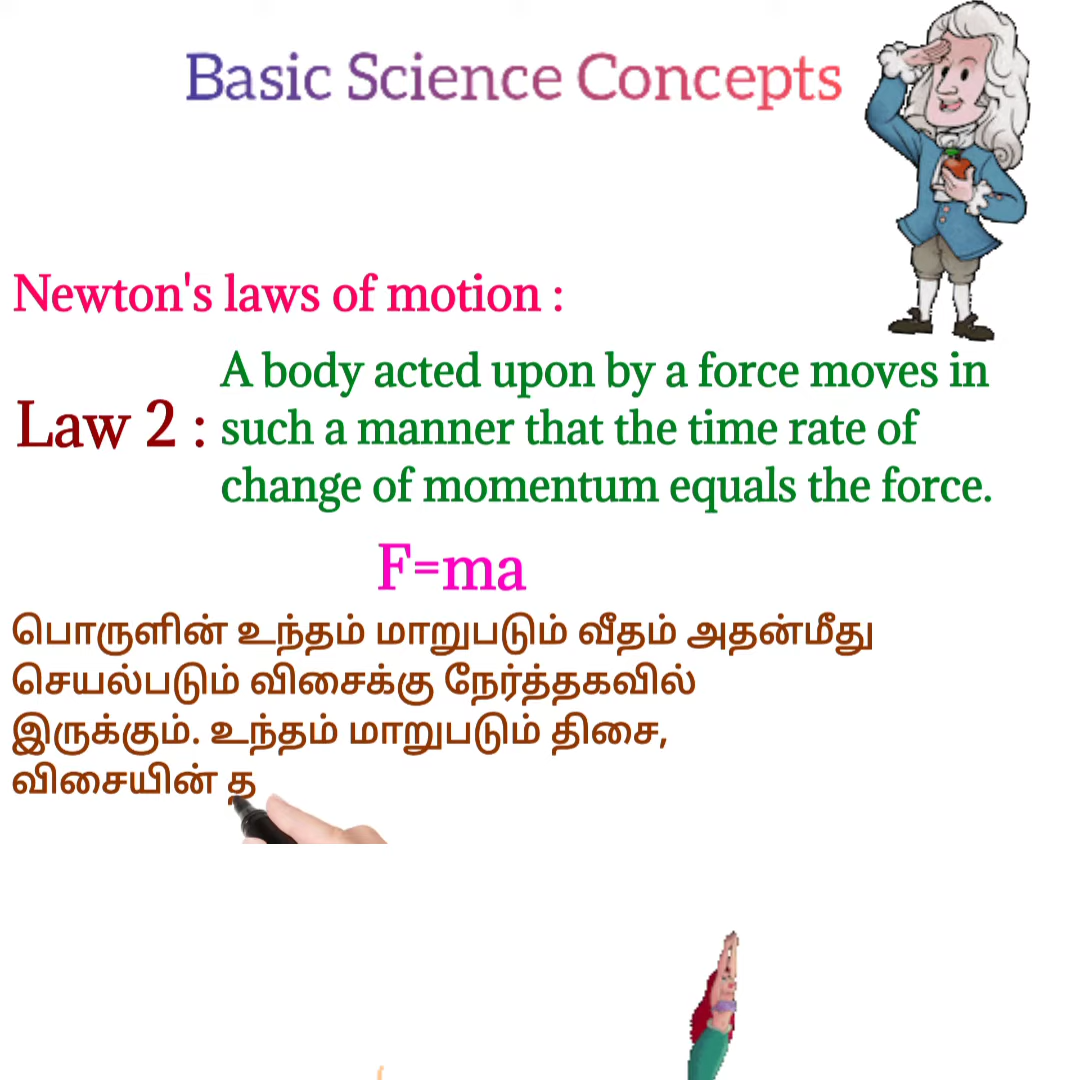 Basic Science Concepts
Newton's laws of motion :
Law 2 :
A body acted upon by a force moves in
such a manner that the time rate of
change of momentum equals the force.
F=ma
பொருளின் உந்தம் மாறுபடும் வீதம் அதன்மீது
செயல்படும் விசைக்கு நேர்த்தகவில்
இருக்கும். உந்தம் மாறுபடும் திசை,
விசையின் த